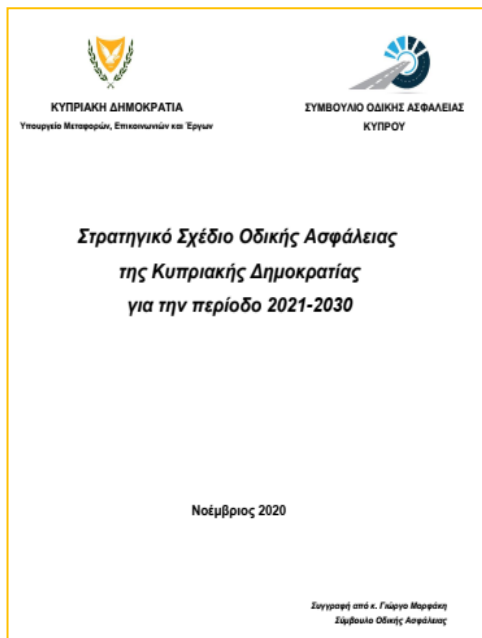 ΚΥΠΡΙΑΚΗ ΔΗΜΟΚΡΑΤΙΑ
Υπουργείο Μεταφορών, Επικοινωνιών και Έργων
ΣΥΜΒΟΥΛΙΟ ΟΔΙΚΗΣ ΑΣΦΑΛΕΙΑΣ
ΚΥΠΡΟΥ
Στρατηγικό Σχέδιο Οδικής Ασφάλειας
της Κυπριακής Δημοκρατίας
για την περίοδο 2021-2030
Νοέμβριος 2020
Συγγραφή από κ. Γιώργο Μορφάκη
Σύμβουλο Οδικής Ασφάλειας